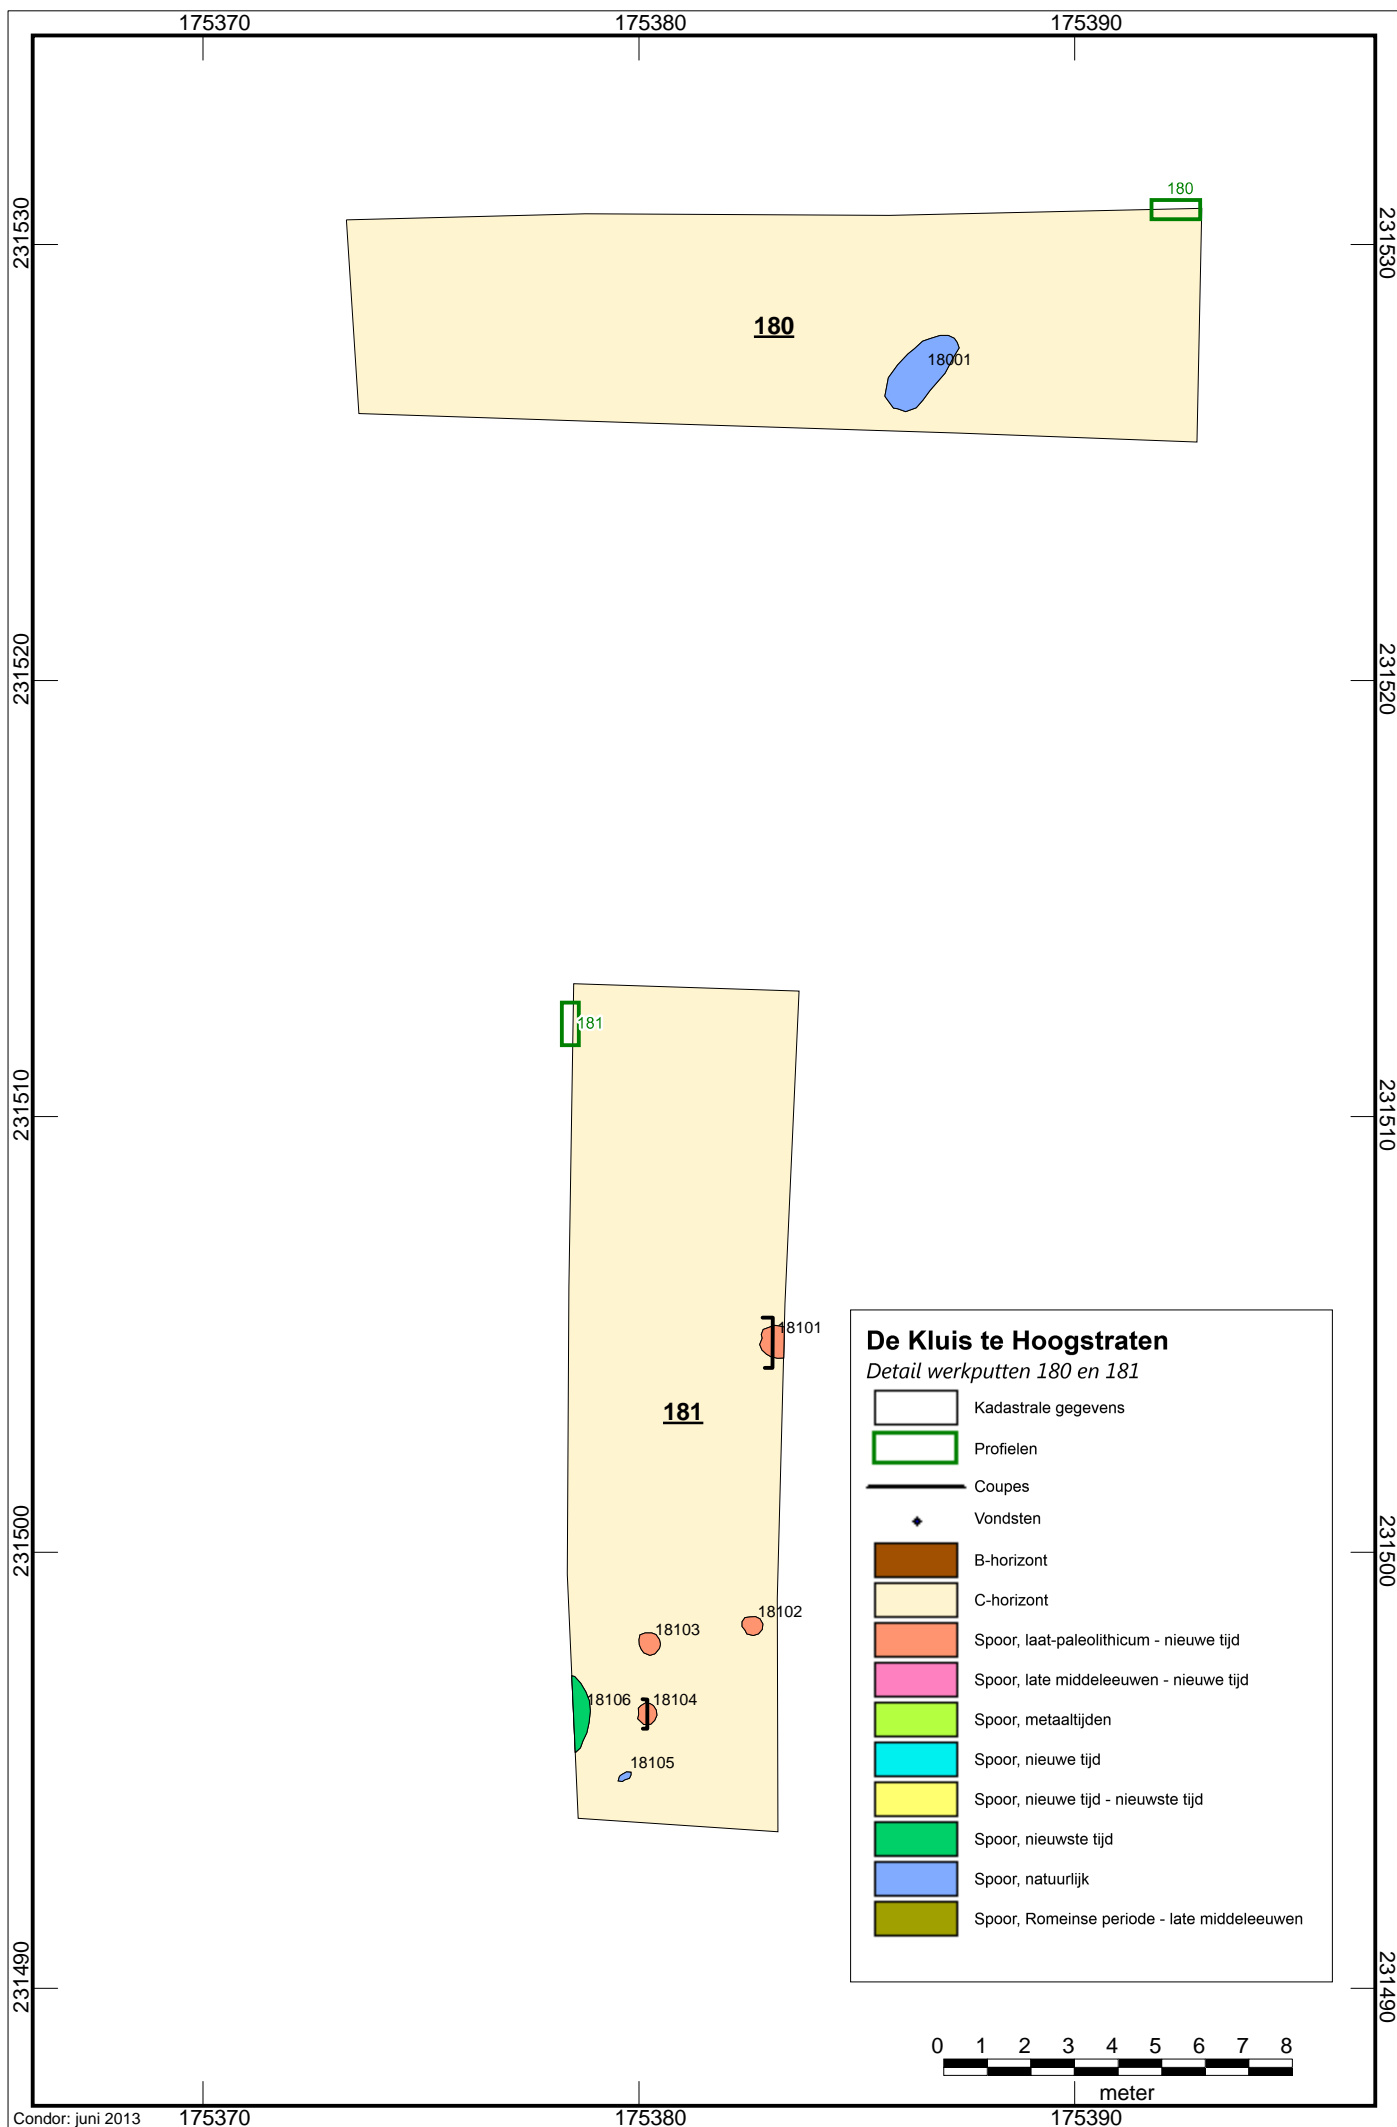 175370 175380 175390
180
231530 231530
180
18001
231520 231520
181
231510 231510
18101
181
231500 231500
18102
18103
18106 18104
18105
231490 231490
De Kluis te Hoogstraten
Detail werkputten 180 en 181
Kadastrale gegevens
Profielen
Coupes
Vondsten
B-horizont
C-horizont
Spoor, laat-paleolithicum - nieuwe tijd
Spoor, late middeleeuwen - nieuwe tijd
Spoor, metaaltijden
Spoor, nieuwe tijd
Spoor, nieuwe tijd - nieuwste tijd
Spoor, nieuwste tijd
Spoor, natuurlijk
Spoor, Romeinse periode - late middeleeuwen
0 1 2 3 4 5 6 7 8
meter
Condor: juni 2013
175370 175380 175390